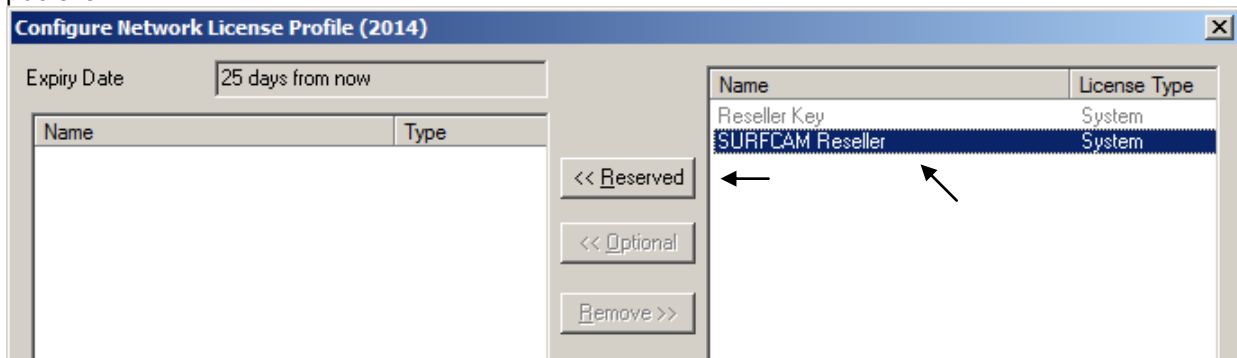 Configure Network License Profile (2014)
Expiry Date 25 days from now
Name Type
<< Reserved
<< Optional
Remove >>
Name License Type
Reseller Key System
SURFCAM Reseller System